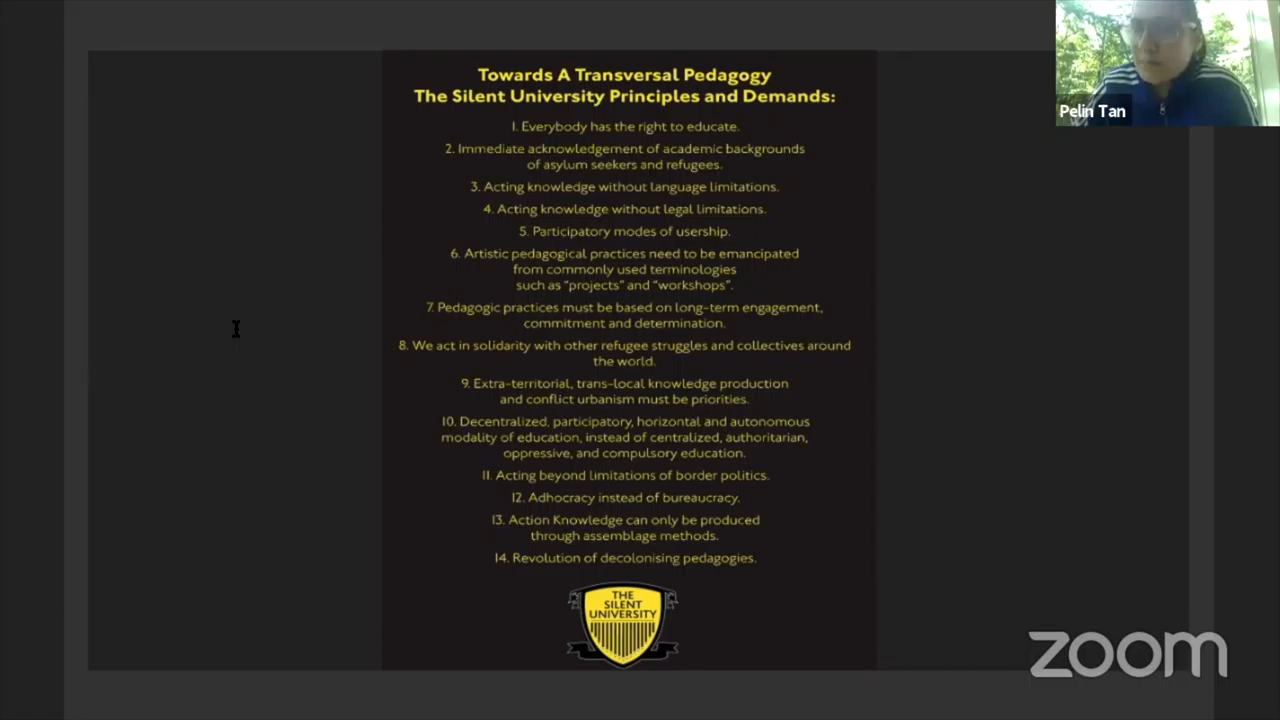 Towards A Transversal Pedagogy
The Silent University Principles and Demands:
1. Everybody has the right to educate.
2. Immediate acknowledgement of academic backgrounds
of asylum seekers and refugees.
3. Acting knowledge without language limitations.
4. Acting knowledge without legal limitations.
5. Participatory modes of usership.
6. Artistic pedagogical practices need to be emancipated
from commonly used terminologies
such as “projects” and “workshops”.
7. Pedagogic practices must be based on long-term engagement,
commitment and determination.
8. We act in solidarity with other refugee struggles and collectives around
the world.
9. Extra-territorial, trans-local knowledge production
and conflict urbanism must be priorities.
10. Decentralized, participatory, horizontal and autonomous
modality of education, instead of centralized, authoritarian,
oppressive, and compulsory education.
11. Acting beyond limitations of border politics.
12. Adhocracy instead of bureaucracy.
13. Action Knowledge can only be produced
through assemblage methods.
14. Revolution of decolonising pedagogies.
THE
SILENT
UNIVERSITY
Pelin Tan
zoom